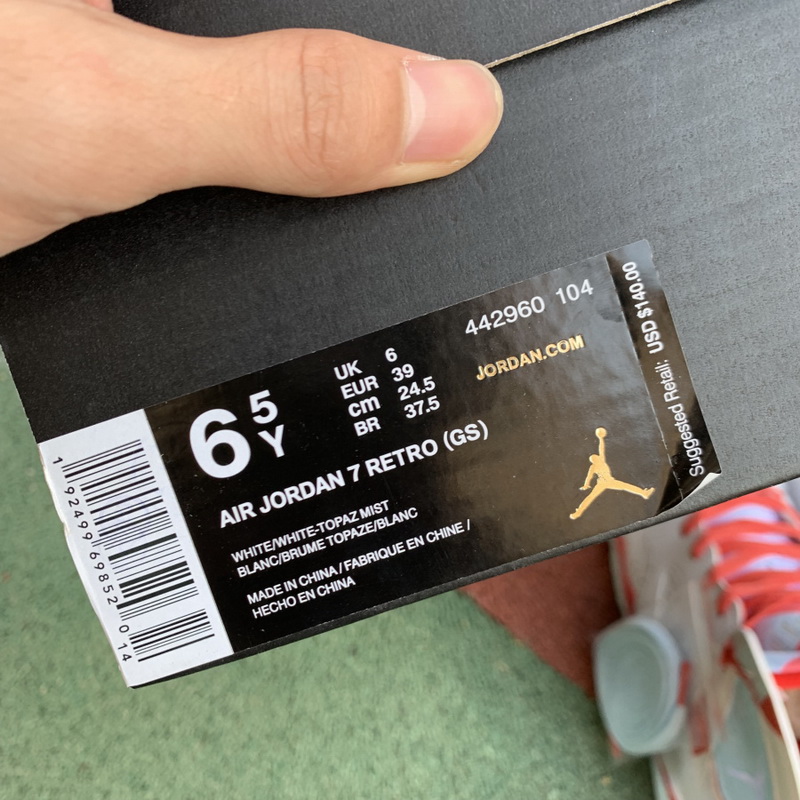 442960 104
JORDAN.COM
Suggested Retail: USD $140.00
6 5 Y
UK 6
EUR 39
cm 24.5
BR 37.5
AIR JORDAN 7 RETRO (GS)
WHITE/WHITE-TOPAZ MIST
BLANC/BRUME TOPAZE/BLANC
MADE IN CHINA / FABRIQUE EN CHINE /
HECHO EN CHINA
1 92499 69852 0 14